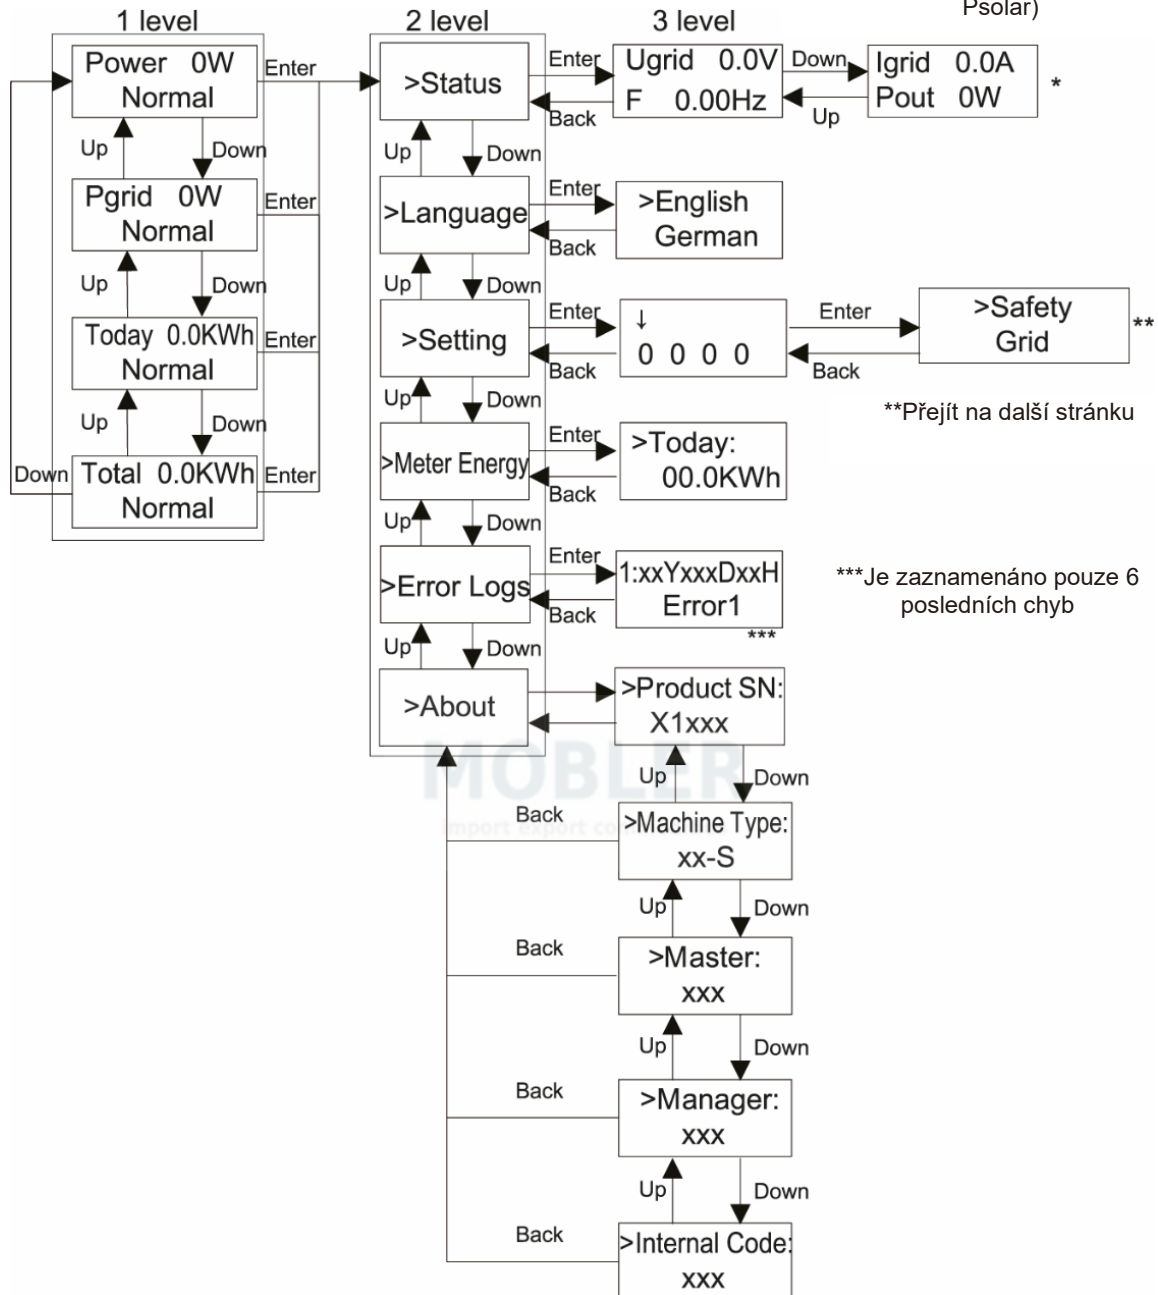 Psolar)
1 level
2 level
3 level
Power 0W
Normal
Enter
Up
Down
Pgrid 0W
Normal
Enter
Up
Down
Today 0.0KWh
Normal
Enter
Up
Down
Down
Total 0.0KWh
Normal
Enter
>Status
Enter
Back
Ugrid 0.0V
F 0.00Hz
Down
Up
Igrid 0.0A
Pout 0W
*
Up
Down
>Language
Enter
Back
>English
German
Up
Down
>Setting
Enter
Back
↓
0 0 0 0
Enter
Back
>Safety
Grid
**
**Přejít na další stránku
Up
Down
>Meter Energy
Enter
Back
>Today:
00.0KWh
Up
Down
>Error Logs
Enter
Back
1:xxYxxxDxxH
Error1
***
***Je zaznamenáno pouze 6
posledních chyb
Up
Down
>About
>Product SN:
X1xxx
MOBLER
import export
Up
Down
Back
>Machine Type:
xx-S
Up
Down
Back
>Master:
xxx
Up
Down
Back
>Manager:
xxx
Up
Down
Back
>Internal Code:
xxx